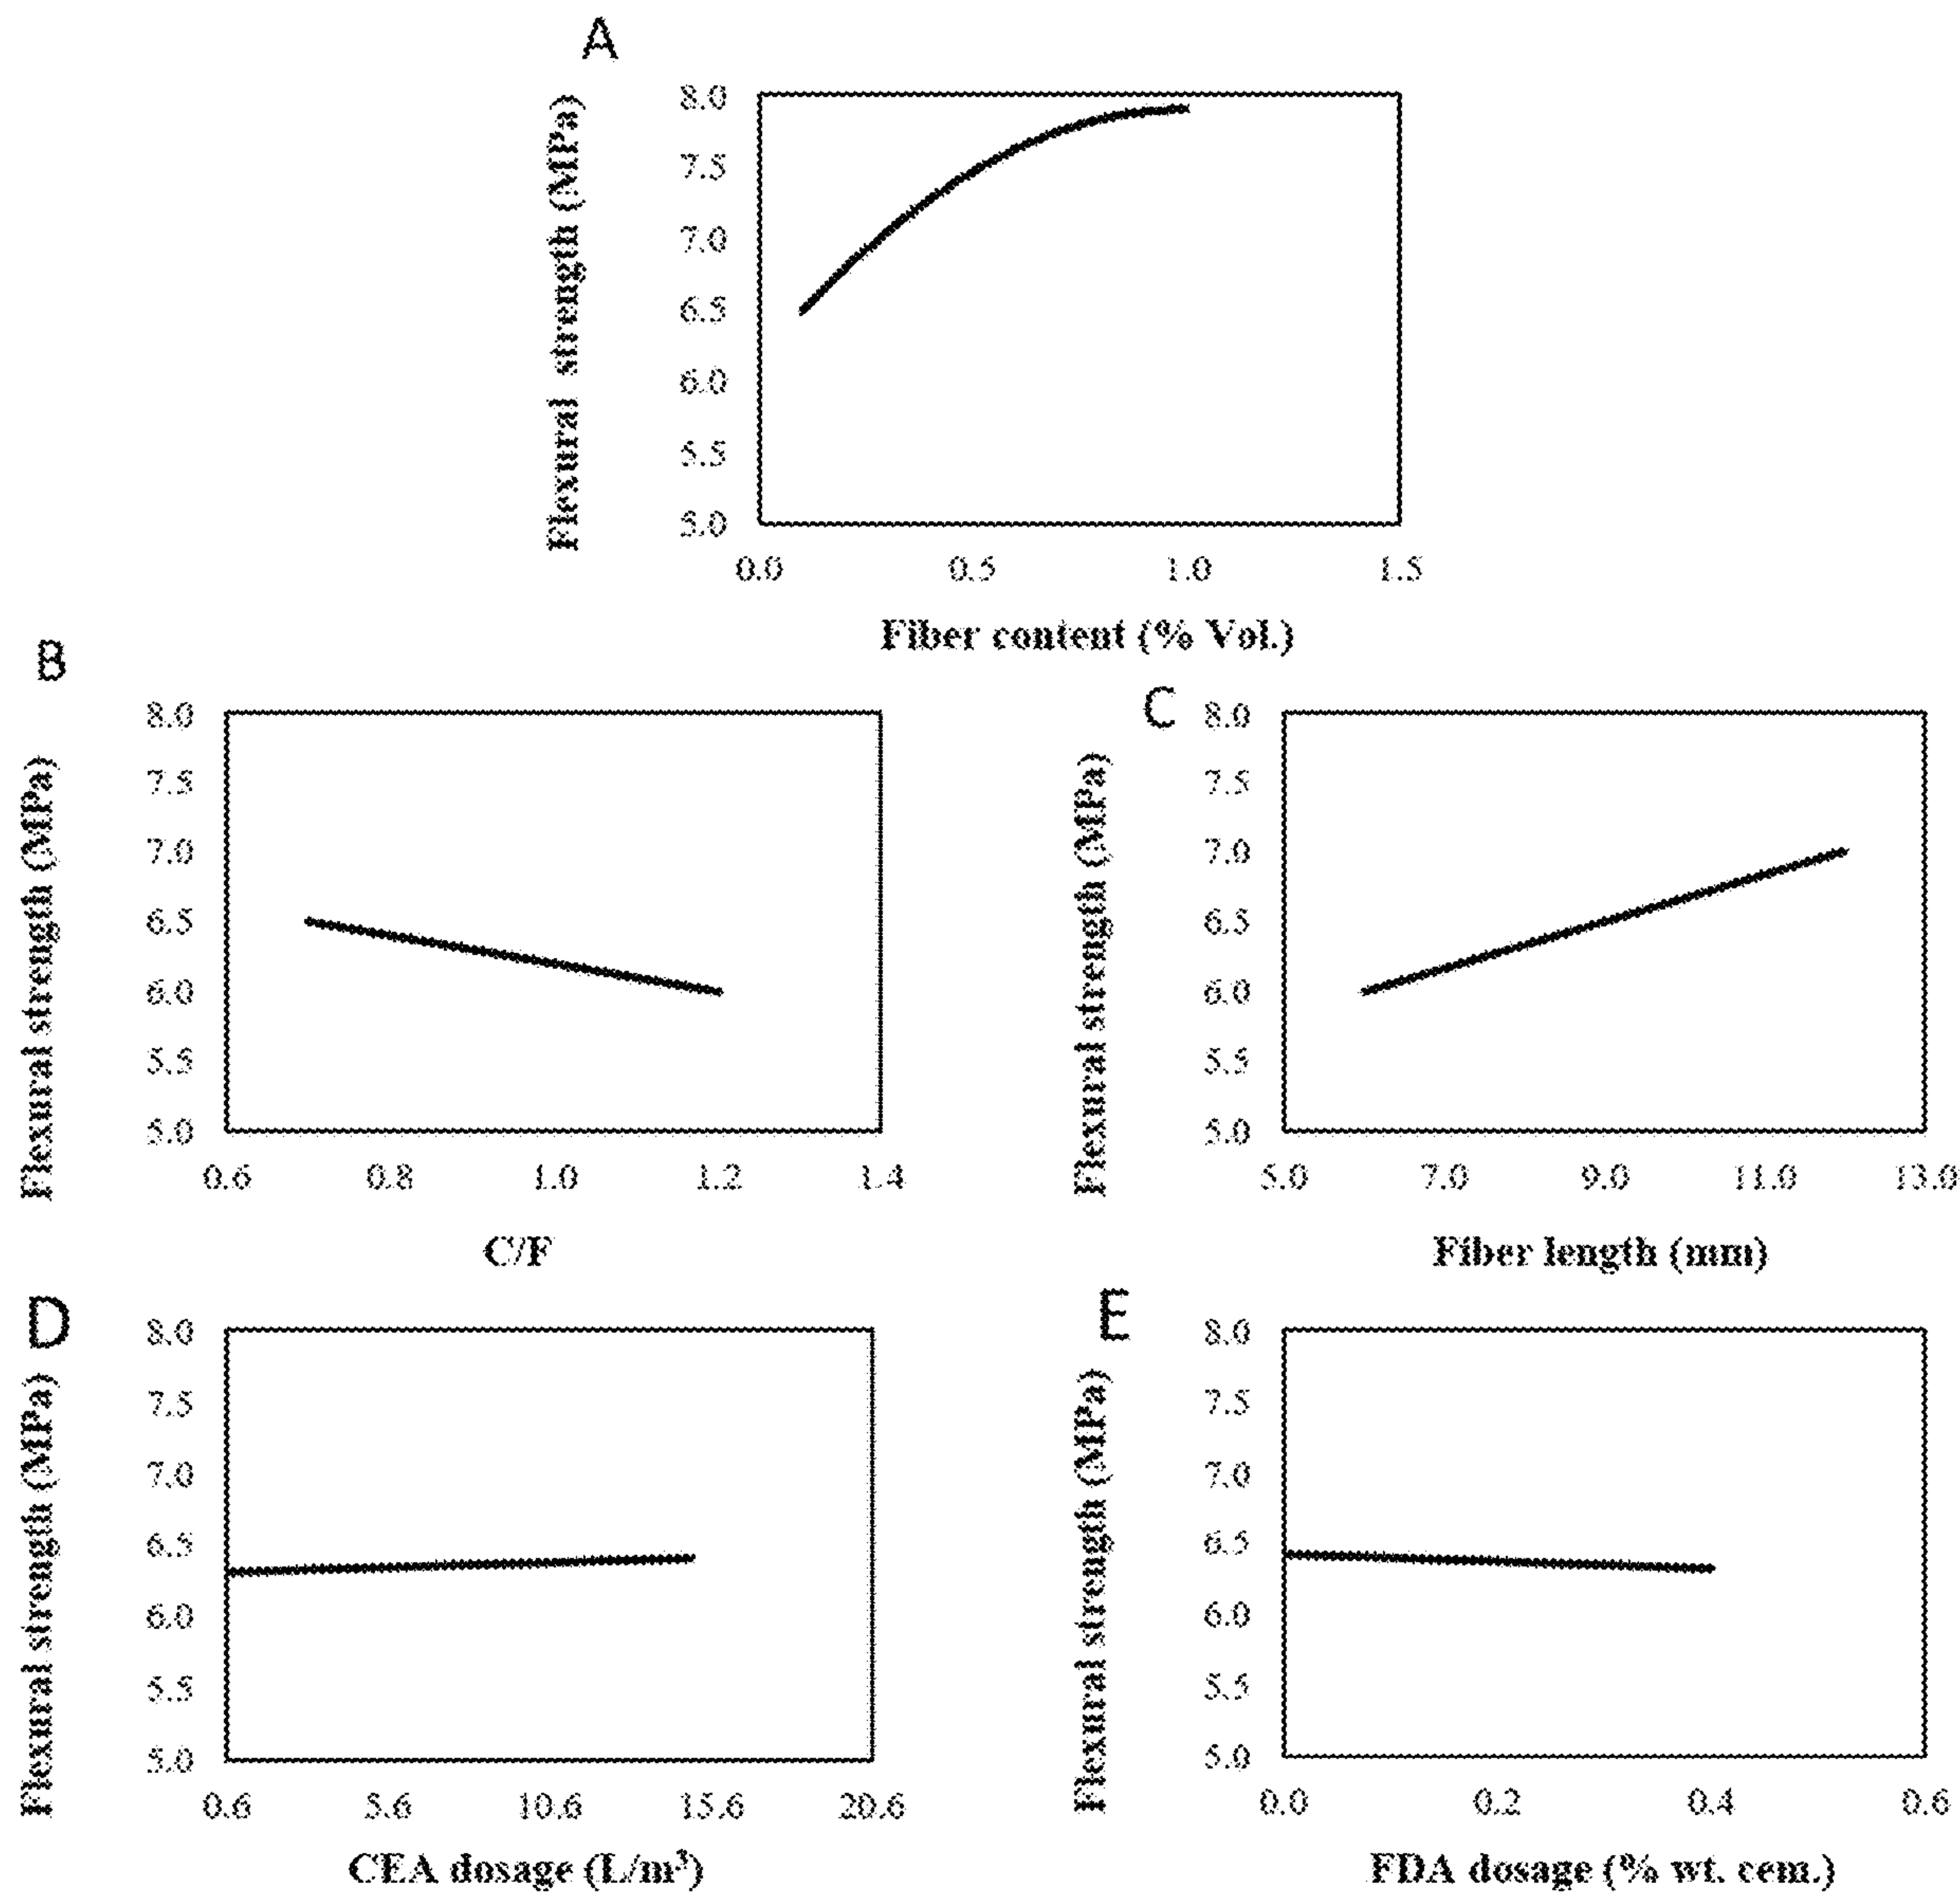 A
Flexural strength (MPa)
8.0
7.5
7.0
6.5
6.0
5.5
5.0
0.0 0.5 1.0 1.5
Fiber content (% Vol.)
B
Flexural strength (MPa)
8.0
7.5
7.0
6.5
6.0
5.5
5.0
0.6 0.8 1.0 1.2 1.4
C/F
C
Flexural strength (MPa)
8.0
7.5
7.0
6.5
6.0
5.5
5.0
5.0 7.0 9.0 11.0 13.0
Fiber length (mm)
D
Flexural strength (MPa)
8.0
7.5
7.0
6.5
6.0
5.5
5.0
0.6 5.6 10.6 15.6 20.6
CEA dosage (L/m³)
E
Flexural strength (MPa)
8.0
7.5
7.0
6.5
6.0
5.5
5.0
0.0 0.2 0.4 0.6
FDA dosage (% wt. cem.)